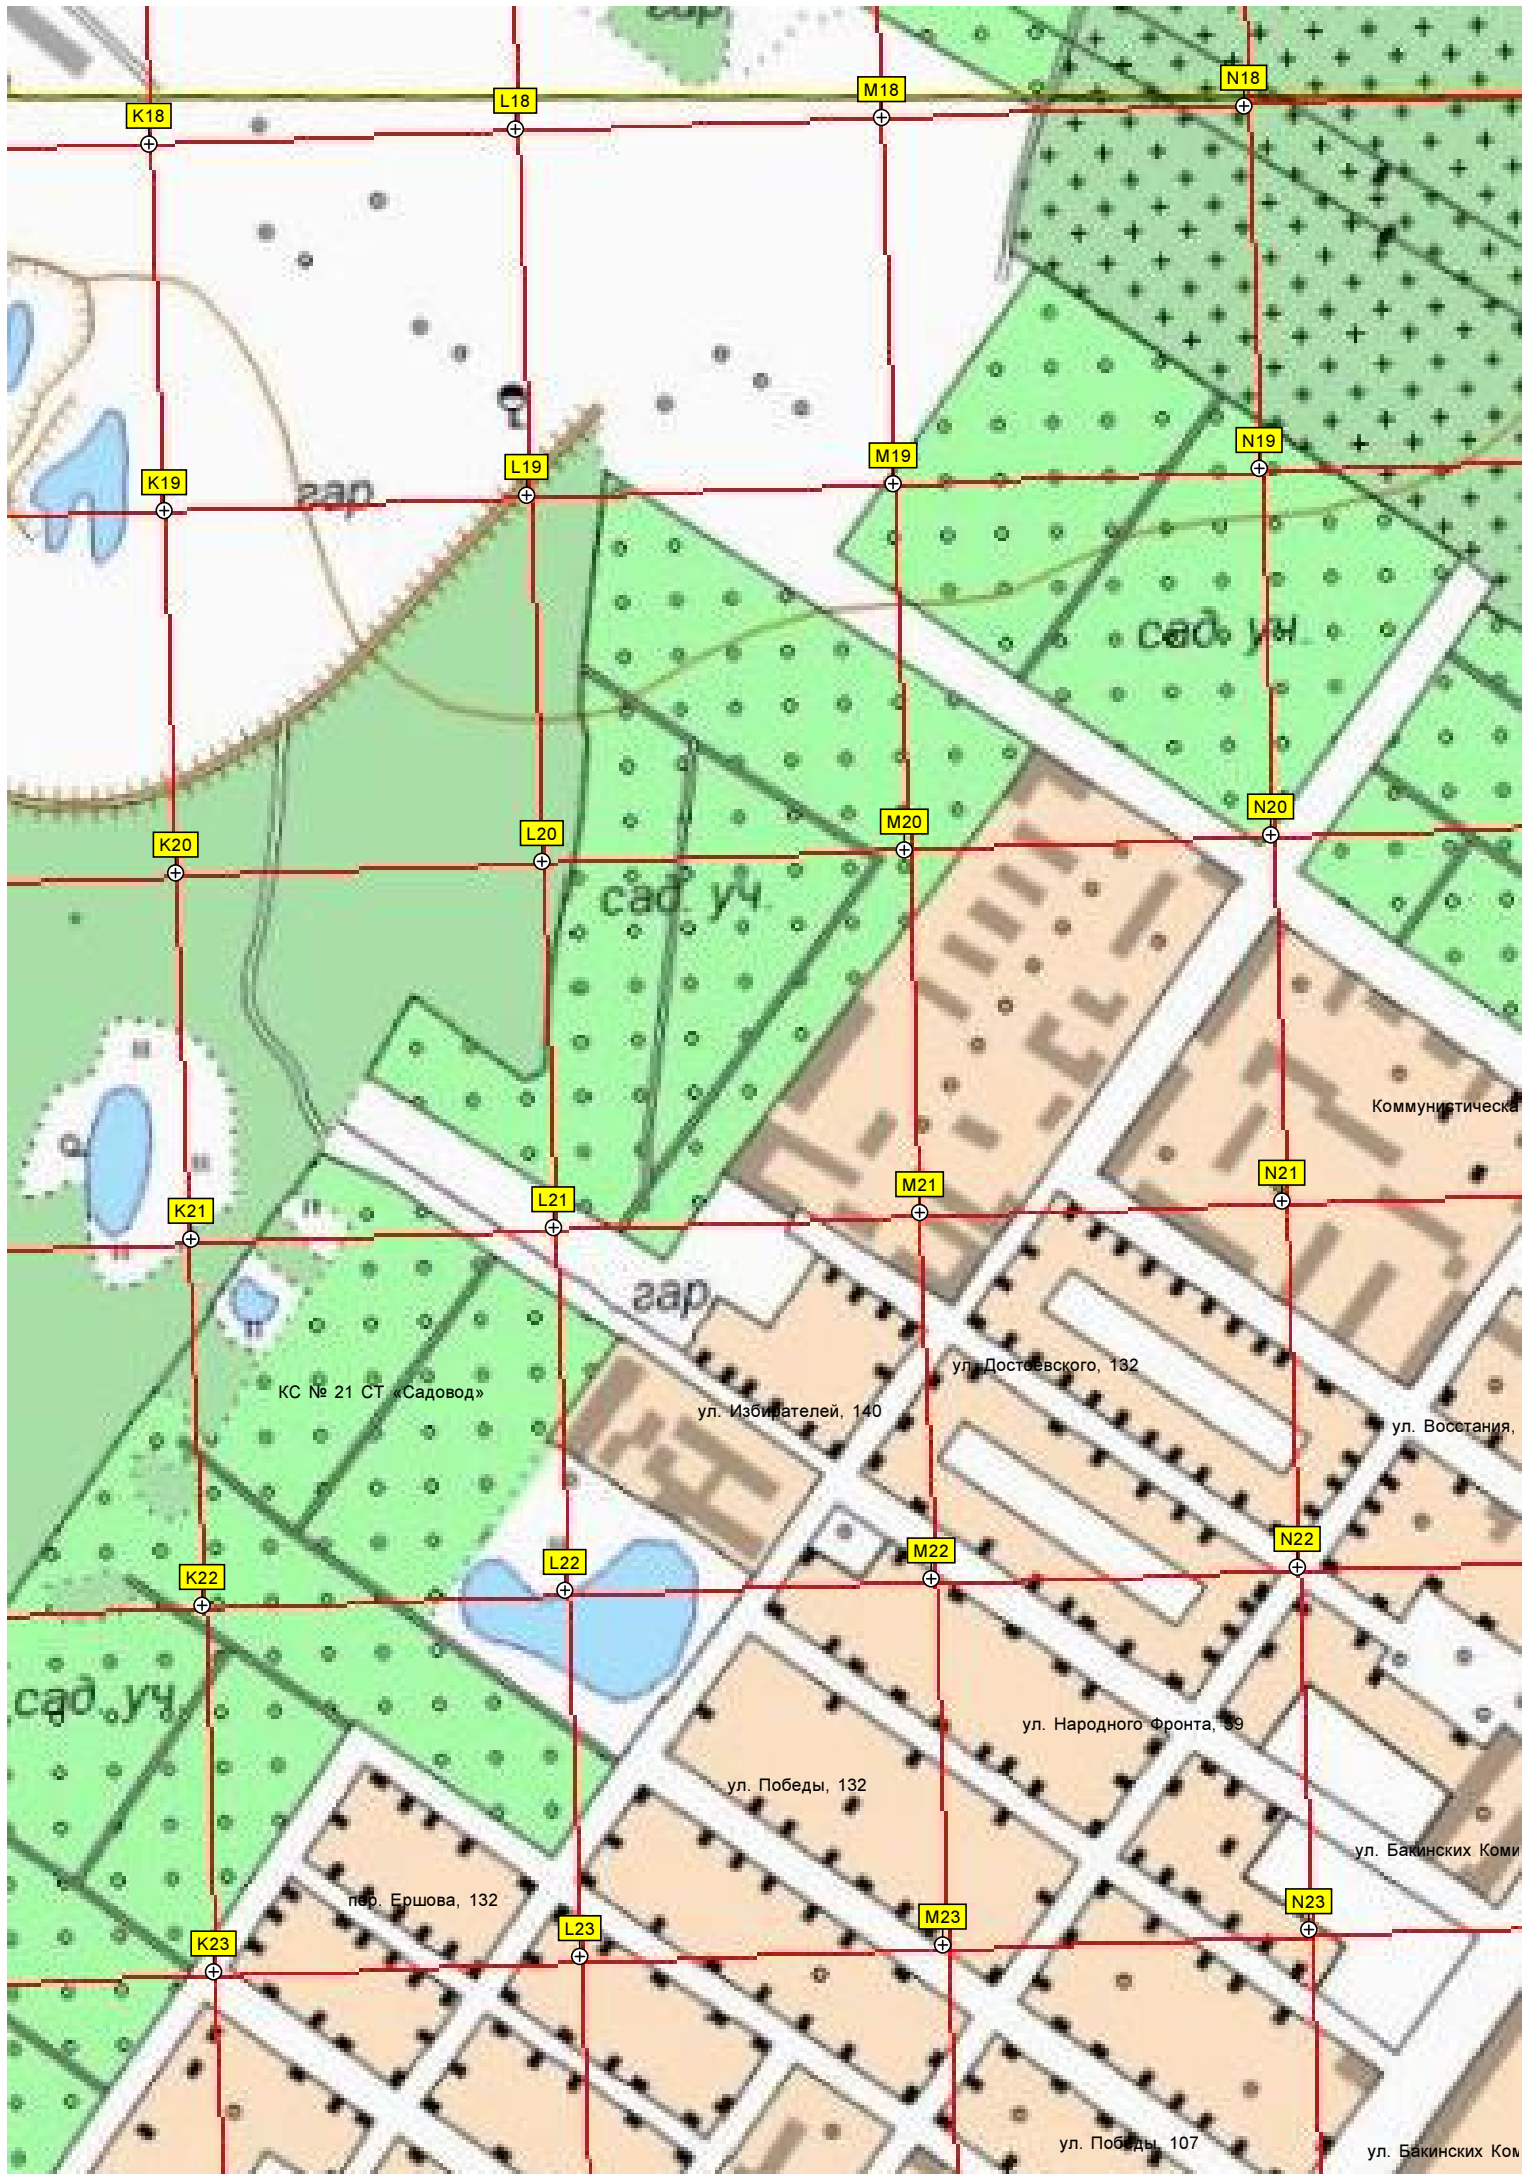 гар
N18
M18
L18
K18
N19
M19
L19
K19
гар.
сад. уч.
N20
M20
L20
K20
сад. уч.
Коммунистическа
N21
M21
L21
K21
гар.
ул. Достоевского, 132
КС № 21 СТ «Садовод»
ул. Избирателей, 140
ул. Восстания,
N22
M22
L22
K22
сад. уч.
ул. Народного Фронта, 39
ул. Победы, 132
ул. Бакинских Коми
пер. Ершова, 132
N23
M23
L23
K23
ул. Победы, 107
ул. Бакинских Ком